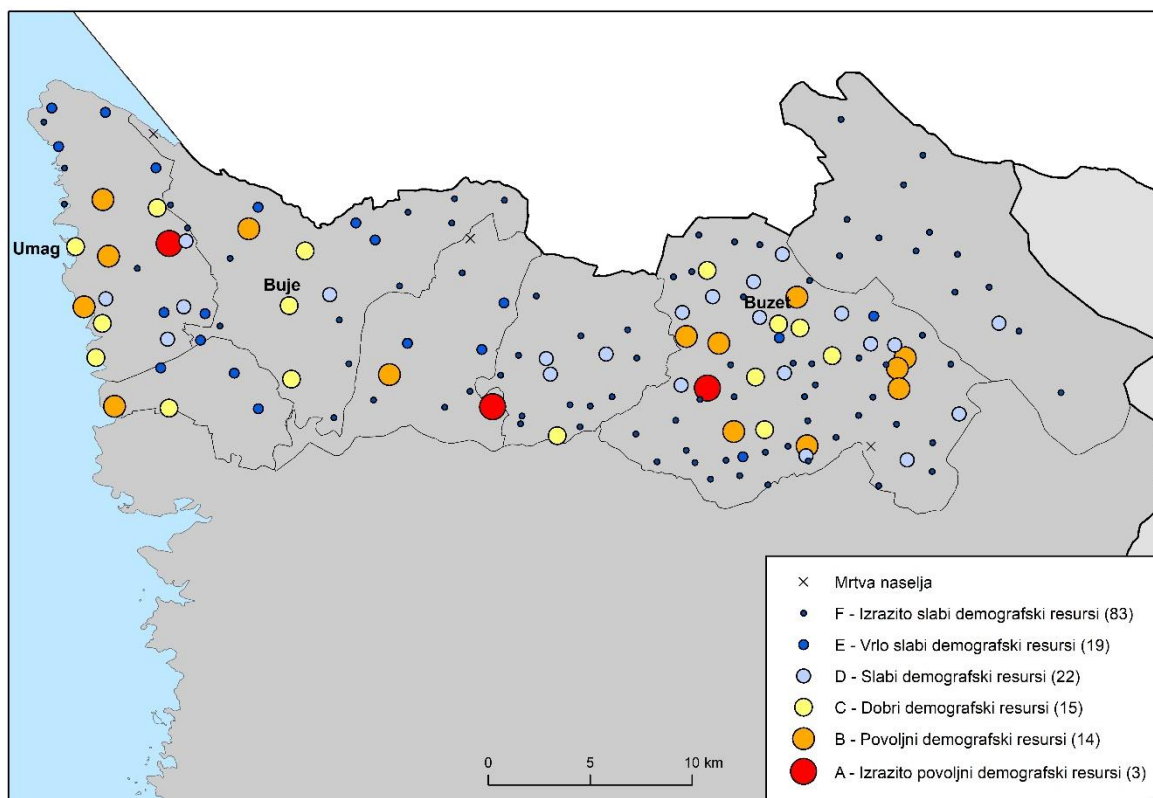 Umag
Buje
Buzet
Mrtva naselja
F - Izrazito slabi demografski resursi (83)
E - Vrlo slabi demografski resursi (19)
D - Slabi demografski resursi (22)
C - Dobri demografski resursi (15)
B - Povoljni demografski resursi (14)
A - Izrazito povoljni demografski resursi (3)
0 5 10 km